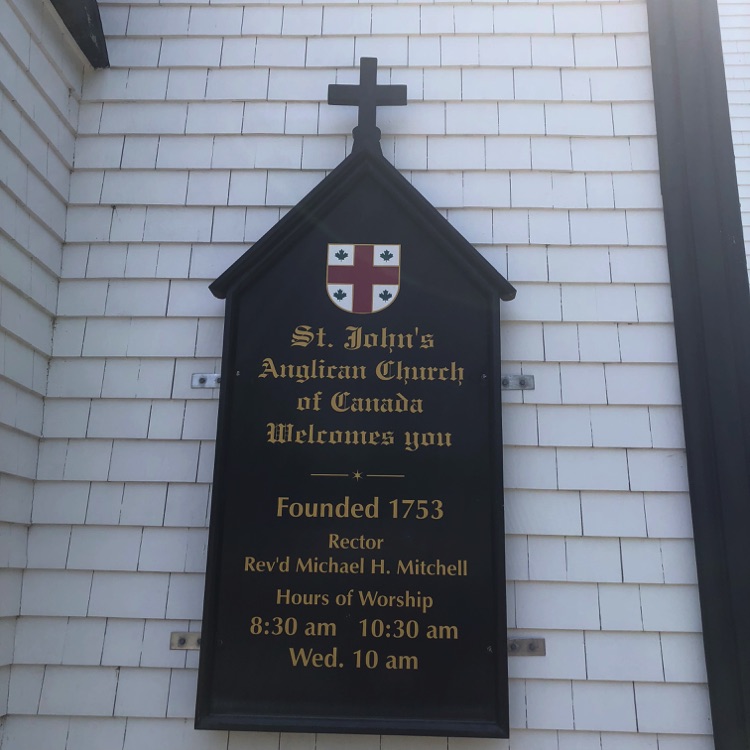 St. John's
Anglican Church
of Canada
Welcomes you
Founded 1753
Rector
Rev'd Michael H. Mitchell
Hours of Worship
8:30 am 10:30 am
Wed. 10 am